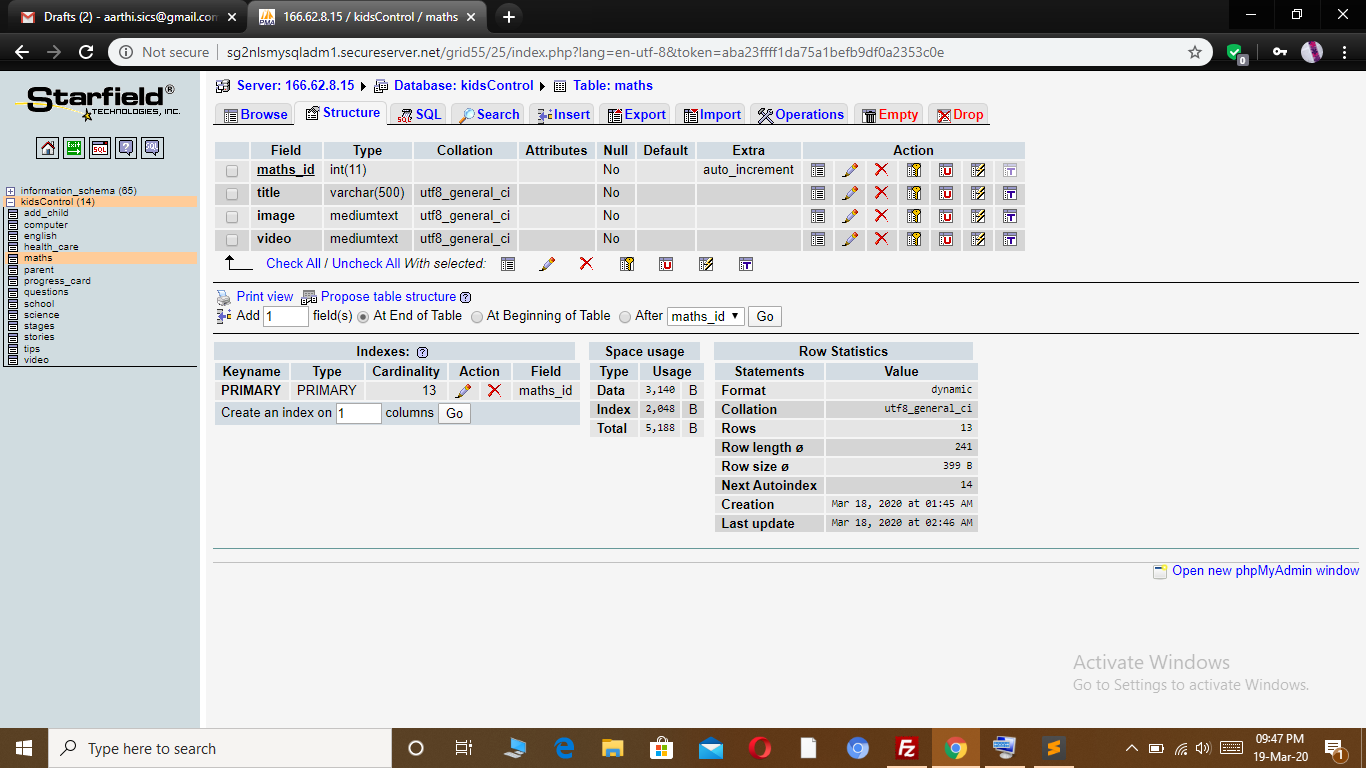 Drafts (2) - aarthi.sics@gmail.con
166.62.8.15 / kidsControl / maths
Not secure | sg2nlsmysqladm1.secureserver.net/grid55/25/index.php?lang=en-utf-8&token=aba23ffff1da75a1befb9df0a2353c0e
0
Starfield®
TECHNOLOGIES, INC.
information_schema (65)
kidsControl (14)
add_child
computer
english
health_care
maths
parent
progress_card
questions
school
science
stages
stories
tips
video
Server: 166.62.8.15 Database: kidsControl Table: maths
Browse Structure SQL Search Insert Export Import Operations Empty Drop
Field Type Collation Attributes Null Default Extra Action
maths_id int(11) No auto_increment
title varchar(500) utf8_general_ci No
image mediumtext utf8_general_ci No
video mediumtext utf8_general_ci No
Check All / Uncheck All With selected:
Print view Propose table structure
Add 1 field(s) At End of Table At Beginning of Table After maths_id Go
Indexes:
Keyname Type Cardinality Action Field
PRIMARY PRIMARY 13 maths_id
Create an index on 1 columns Go
Space usage
Type Usage
Data 3,140 B
Index 2,048 B
Total 5,188 B
Row Statistics
Statements Value
Format dynamic
Collation utf8_general_ci
Rows 13
Row length ø 241
Row size ø 399 B
Next Autoindex 14
Creation Mar 18, 2020 at 01:45 AM
Last update Mar 18, 2020 at 02:46 AM
Open new phpMyAdmin window
Activate Windows
Go to Settings to activate Windows.
Type here to search
09:47 PM
19-Mar-20
1